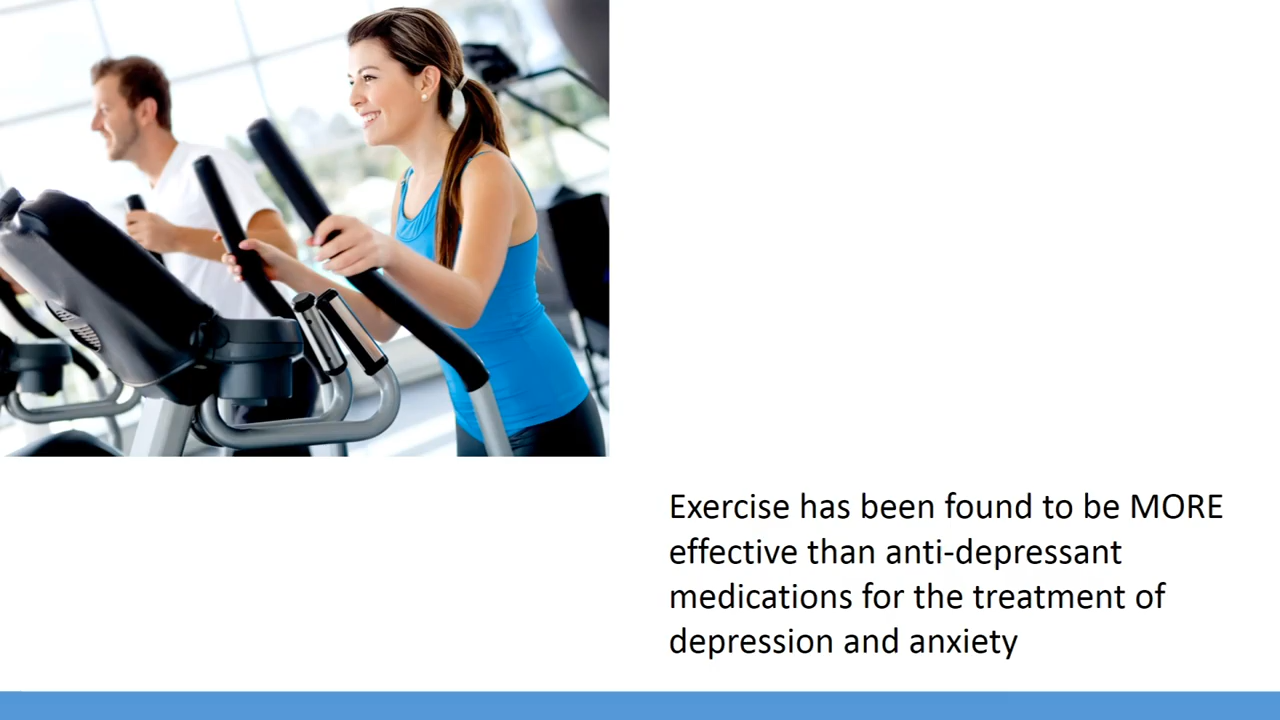 Exercise has been found to be MORE
effective than anti-depressant
medications for the treatment of
depression and anxiety